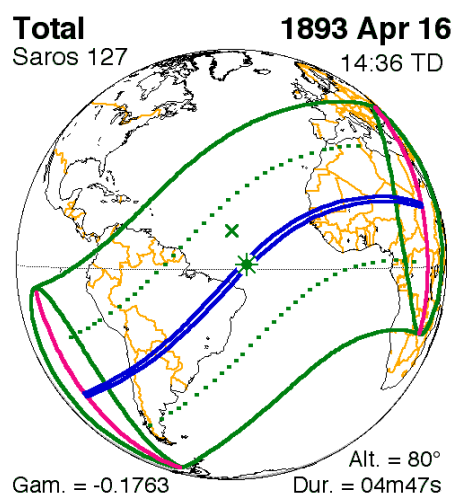 Total 1893 Apr 16
Saros 127 14:36 TD
Alt. = 80°
Gam. = -0.1763 Dur. = 04m47s